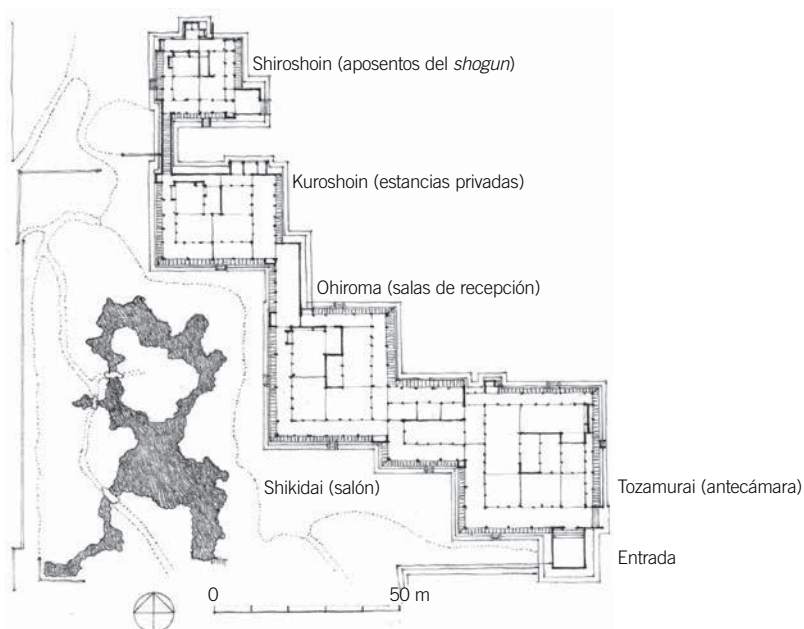 Shiroshoin (aposentos del shogun)
Kuroshoin (estancias privadas)
Ohiroma (salas de recepción)
Shikidai (salón)
Tozamurai (antecámara)
Entrada
0
50 m